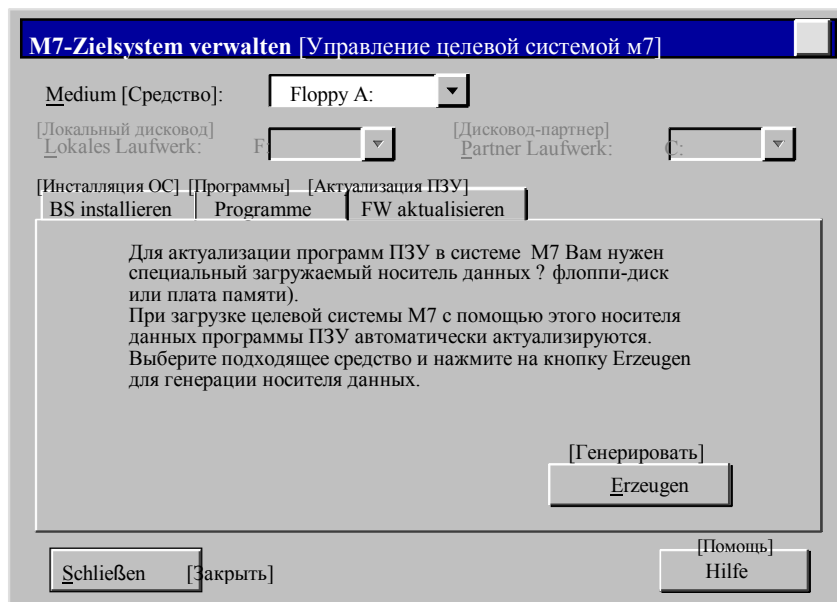 M7-Zielsystem verwalten [Управление целевой системой м7]
Medium [Средство]: Floppy A:
[Локальный дисковод] [Дисковод-партнер]
Lokales Laufwerk: F: Partner Laufwerk: C:
[Инсталляция ОС] [Программы] [Актуализация ПЗУ]
BS installieren Programme FW aktualisieren
Для актуализации программ ПЗУ в системе М7 Вам нужен
специальный загружаемый носитель данных ? флоппи-диск
или плата памяти).
При загрузке целевой системы М7 с помощью этого носителя
данных программы ПЗУ автоматически актуализируются.
Выберите подходящее средство и нажмите на кнопку Erzeugen
для генерации носителя данных.
[Генерировать]
Erzeugen
[Помощь]
Schließen [Закрыть] Hilfe